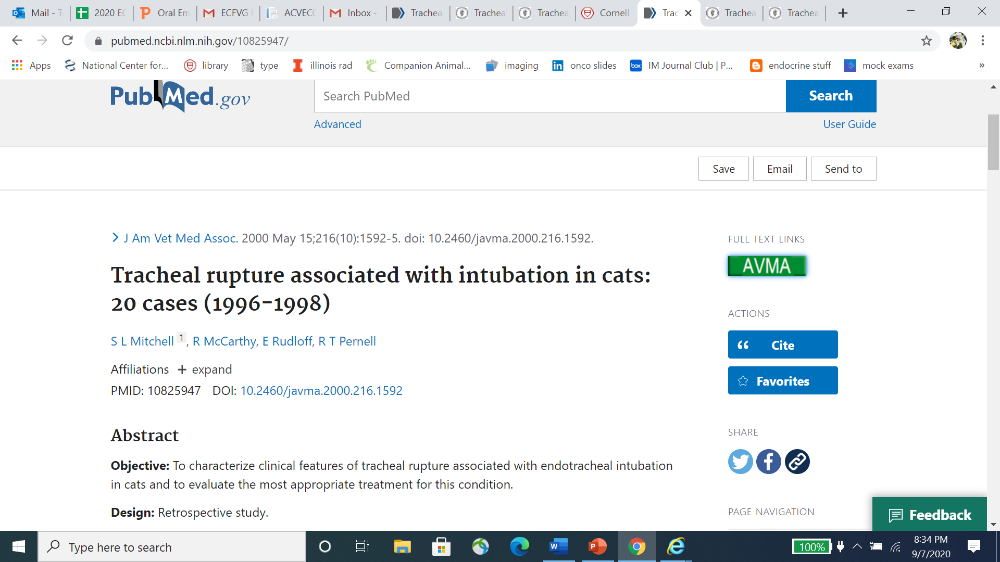 Mail - T
2020 EC
Oral Em
ECFVG
ACVECC
Inbox -
Trachea
Trachea
Trachea
Cornell
Trac
Trachea
Trachea
pubmed.ncbi.nlm.nih.gov/10825947/
Apps
National Center for...
library
type
illinois rad
Companion Animal...
imaging
onco slides
box
IM Journal Club | P...
endocrine stuff
mock exams
»
PubMed.gov
Search PubMed
Search
Advanced
User Guide
Save
Email
Send to
J Am Vet Med Assoc. 2000 May 15;216(10):1592-5. doi: 10.2460/javma.2000.216.1592.
Tracheal rupture associated with intubation in cats:
20 cases (1996-1998)
S L Mitchell 1, R McCarthy, E Rudloff, R T Pernell
Affiliations + expand
PMID: 10825947 DOI: 10.2460/javma.2000.216.1592
Abstract
Objective: To characterize clinical features of tracheal rupture associated with endotracheal intubation
in cats and to evaluate the most appropriate treatment for this condition.
Design: Retrospective study.
FULL TEXT LINKS
AVMA
ACTIONS
Cite
Favorites
SHARE
PAGE NAVIGATION
Feedback
Type here to search
100%
8:34 PM
9/7/2020